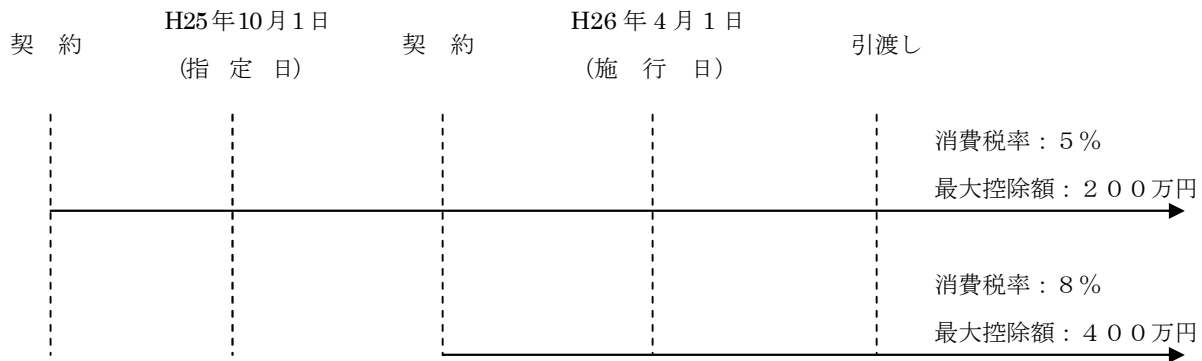 H25年10月1日
H26年4月1日
契 約
契 約
引渡し
(指 定 日)
(施 行 日)
消費税率：５％
最大控除額：２００万円
消費税率：８％
最大控除額：４００万円